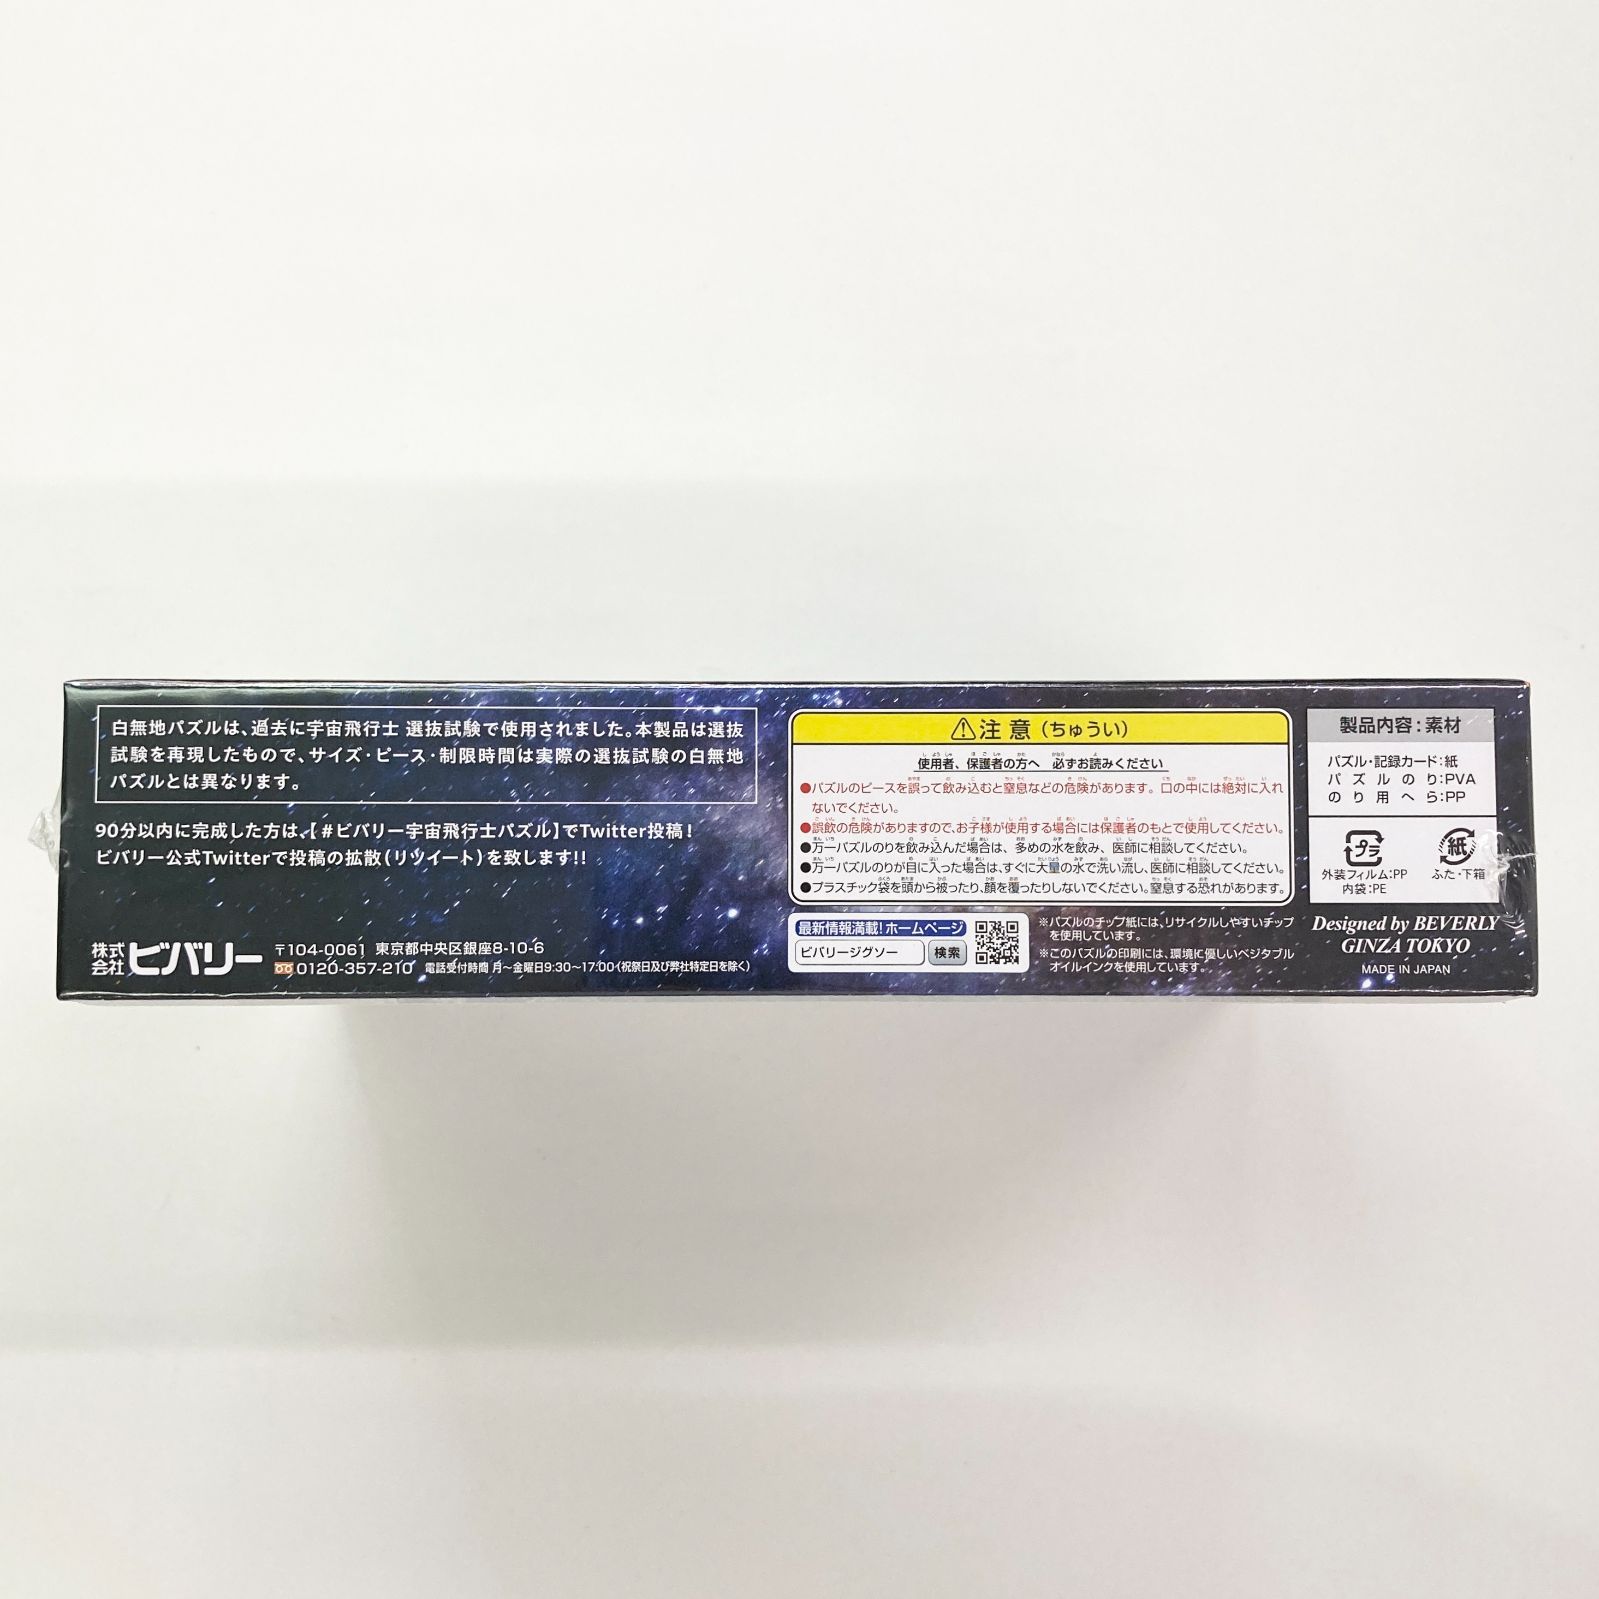 白無地パズルは、過去に宇宙飛行士 選抜試験で使用されました。本製品は選抜
試験を再現したもので、サイズ・ピース・制限時間は実際の選抜試験の白無地
パズルとは異なります。
90分以内に完成した方は、【#ビバリー宇宙飛行士パズル】でTwitter投稿!
ビバリー公式Twitterで投稿の拡散(リツイート)を致します!!
株式会社 ビバリー
〒104-0061 東京都中央区銀座8-10-6
0120-357-210 電話受付時間 月〜金曜日9:30〜17:00(祝祭日及び弊社特定日を除く)
注意(ちゅうい)
使用者、保護者の方へ 必ずお読みください
●パズルのピースを誤って飲み込むと窒息などの危険があります。口の中には絶対に入れ
ないでください。
●誤飲の危険がありますので、お子様が使用する場合には保護者のもとで使用してください。
●万一パズルのりを飲み込んだ場合は、多めの水を飲み、医師に相談してください。
●万一パズルのりが目に入った場合は、すぐに大量の水で洗い流し、医師に相談してください。
●プラスチック袋を頭から被ったり、顔を覆ったりしないでください。窒息する恐れがあります。
最新情報満載!ホームページ
ビバリージグソー 検索
※パズルのチップ紙には、リサイクルしやすいチップ
を使用しています。
※このパズルの印刷には、環境に優しいベジタブル
オイルインクを使用しています。
製品内容:素材
パズル・記録カード:紙
パズルのり:PVA
のり用へら:PP
プラ
外装フィルム:PP
内袋:PE
紙
ふた・下箱
Designed by BEVERLY
GINZA TOKYO
MADE IN JAPAN